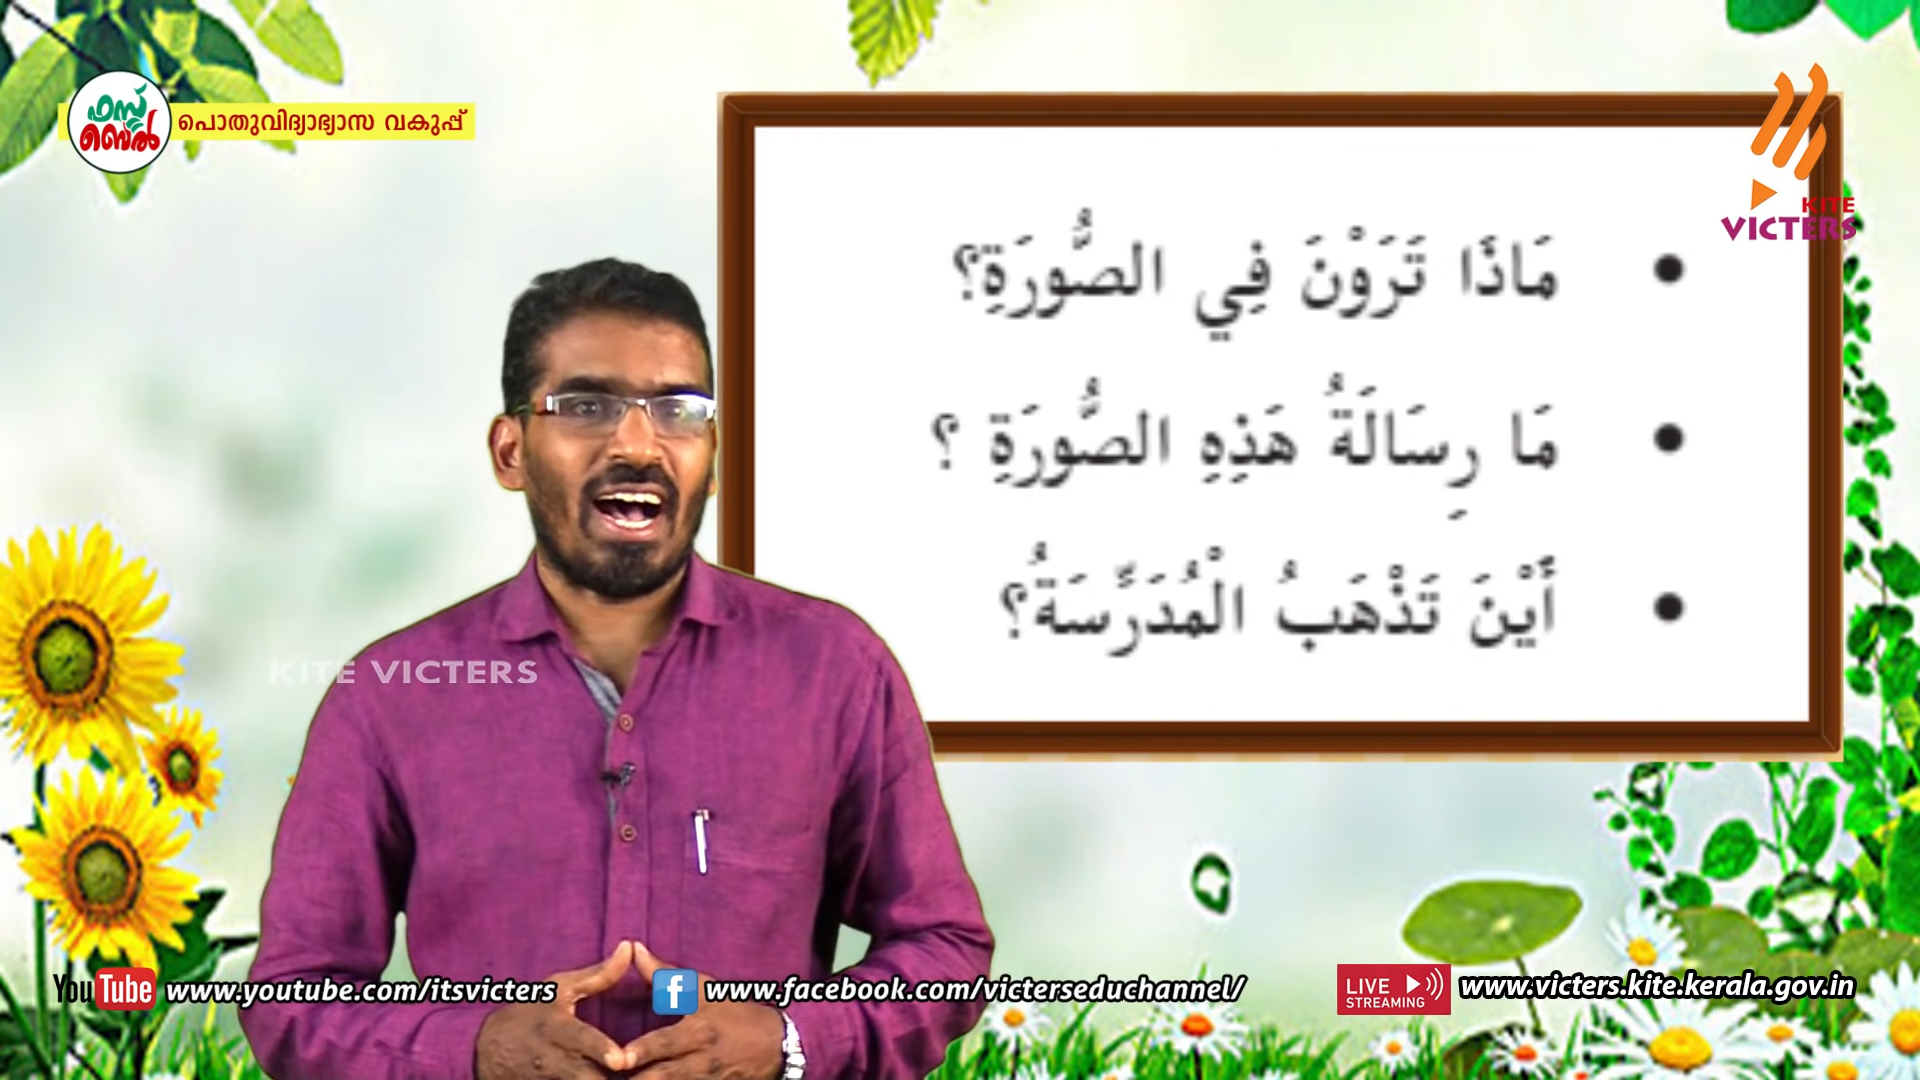 ഫസ്റ്റ്
ബെൽ
പൊതുവിദ്യാഭ്യാസ വകുപ്പ്
KITE
VICTERS
مَاذَا تَرَوْنَ فِي الصُّورَةِ؟
مَا رِسَالَةُ هَذِهِ الصُّورَةِ ؟
أَيْنَ تَذْهَبُ الْمُدَرِّسَةُ؟
KITE VICTERS
YouTube www.youtube.com/itsvicters
f www.facebook.com/victerseduchannel/
LIVE STREAMING www.victers.kite.kerala.gov.in